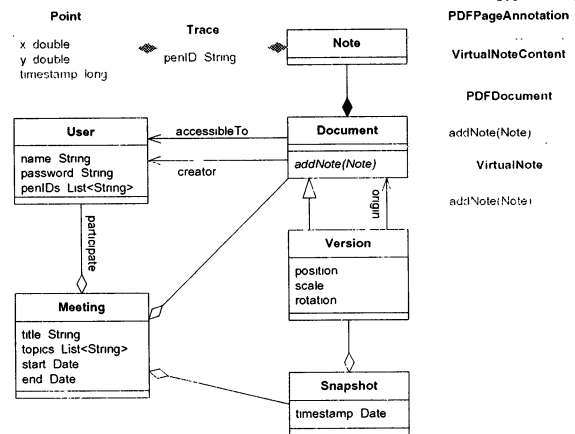 Point
x double
y double
timestamp long
Trace
penID String
Note
PDFPageAnnotation
VirtualNoteContent
PDFDocument
addNote(Note)
VirtualNote
addNote(Note)
User
name String
password String
penIDs List<String>
accessibleTo
creator
Document
addNote(Note)
origin
participate
Version
position
scale
rotation
Meeting
title String
topics List<String>
start Date
end Date
Snapshot
timestamp Date